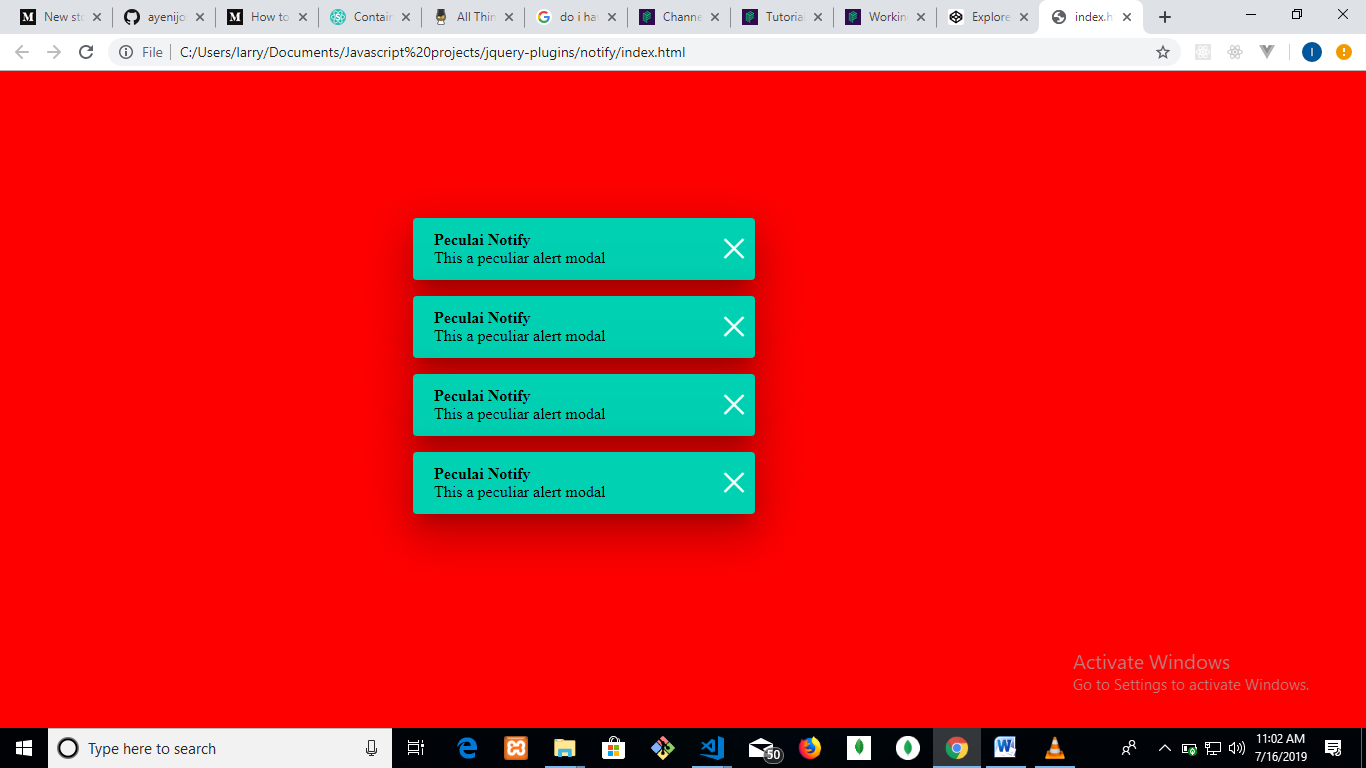 New sto
ayenijo
How to
Contain
All Thin
do i hav
Channe
Tutorial
Workin
Explore
index.h
File
C:/Users/larry/Documents/Javascript%20projects/jquery-plugins/notify/index.html
I
Peculai Notify
This a peculiar alert modal
Peculai Notify
This a peculiar alert modal
Peculai Notify
This a peculiar alert modal
Peculai Notify
This a peculiar alert modal
Activate Windows
Go to Settings to activate Windows.
Type here to search
50
11:02 AM
7/16/2019